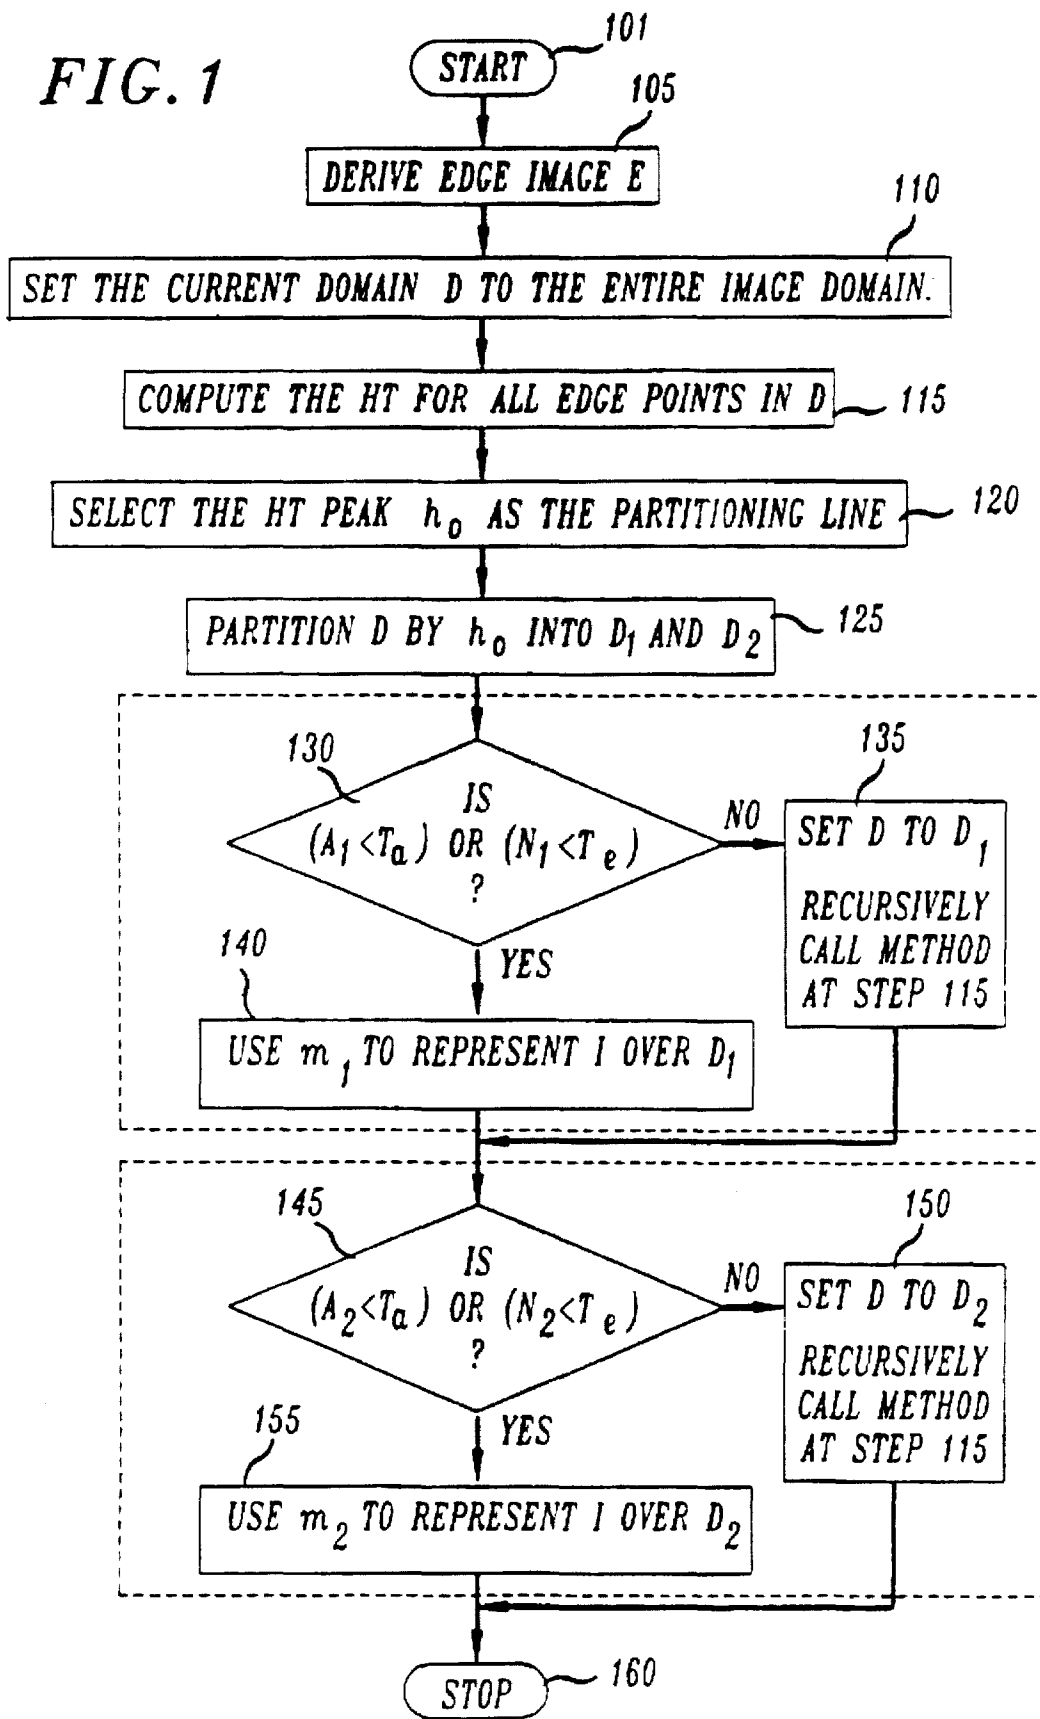 FIG. 1
101
START
105
DERIVE EDGE IMAGE E
110
SET THE CURRENT DOMAIN D TO THE ENTIRE IMAGE DOMAIN.
COMPUTE THE HT FOR ALL EDGE POINTS IN D
115
SELECT THE HT PEAK h₀ AS THE PARTITIONING LINE
120
PARTITION D BY h₀ INTO D₁ AND D₂
125
130
IS
(A₁<Tₐ) OR (N₁<Tₑ)
?
NO
135
SET D TO D₁
RECURSIVELY
CALL METHOD
AT STEP 115
YES
140
USE m₁ TO REPRESENT I OVER D₁
145
IS
(A₂<Tₐ) OR (N₂<Tₑ)
?
NO
150
SET D TO D₂
RECURSIVELY
CALL METHOD
AT STEP 115
YES
155
USE m₂ TO REPRESENT I OVER D₂
STOP
160